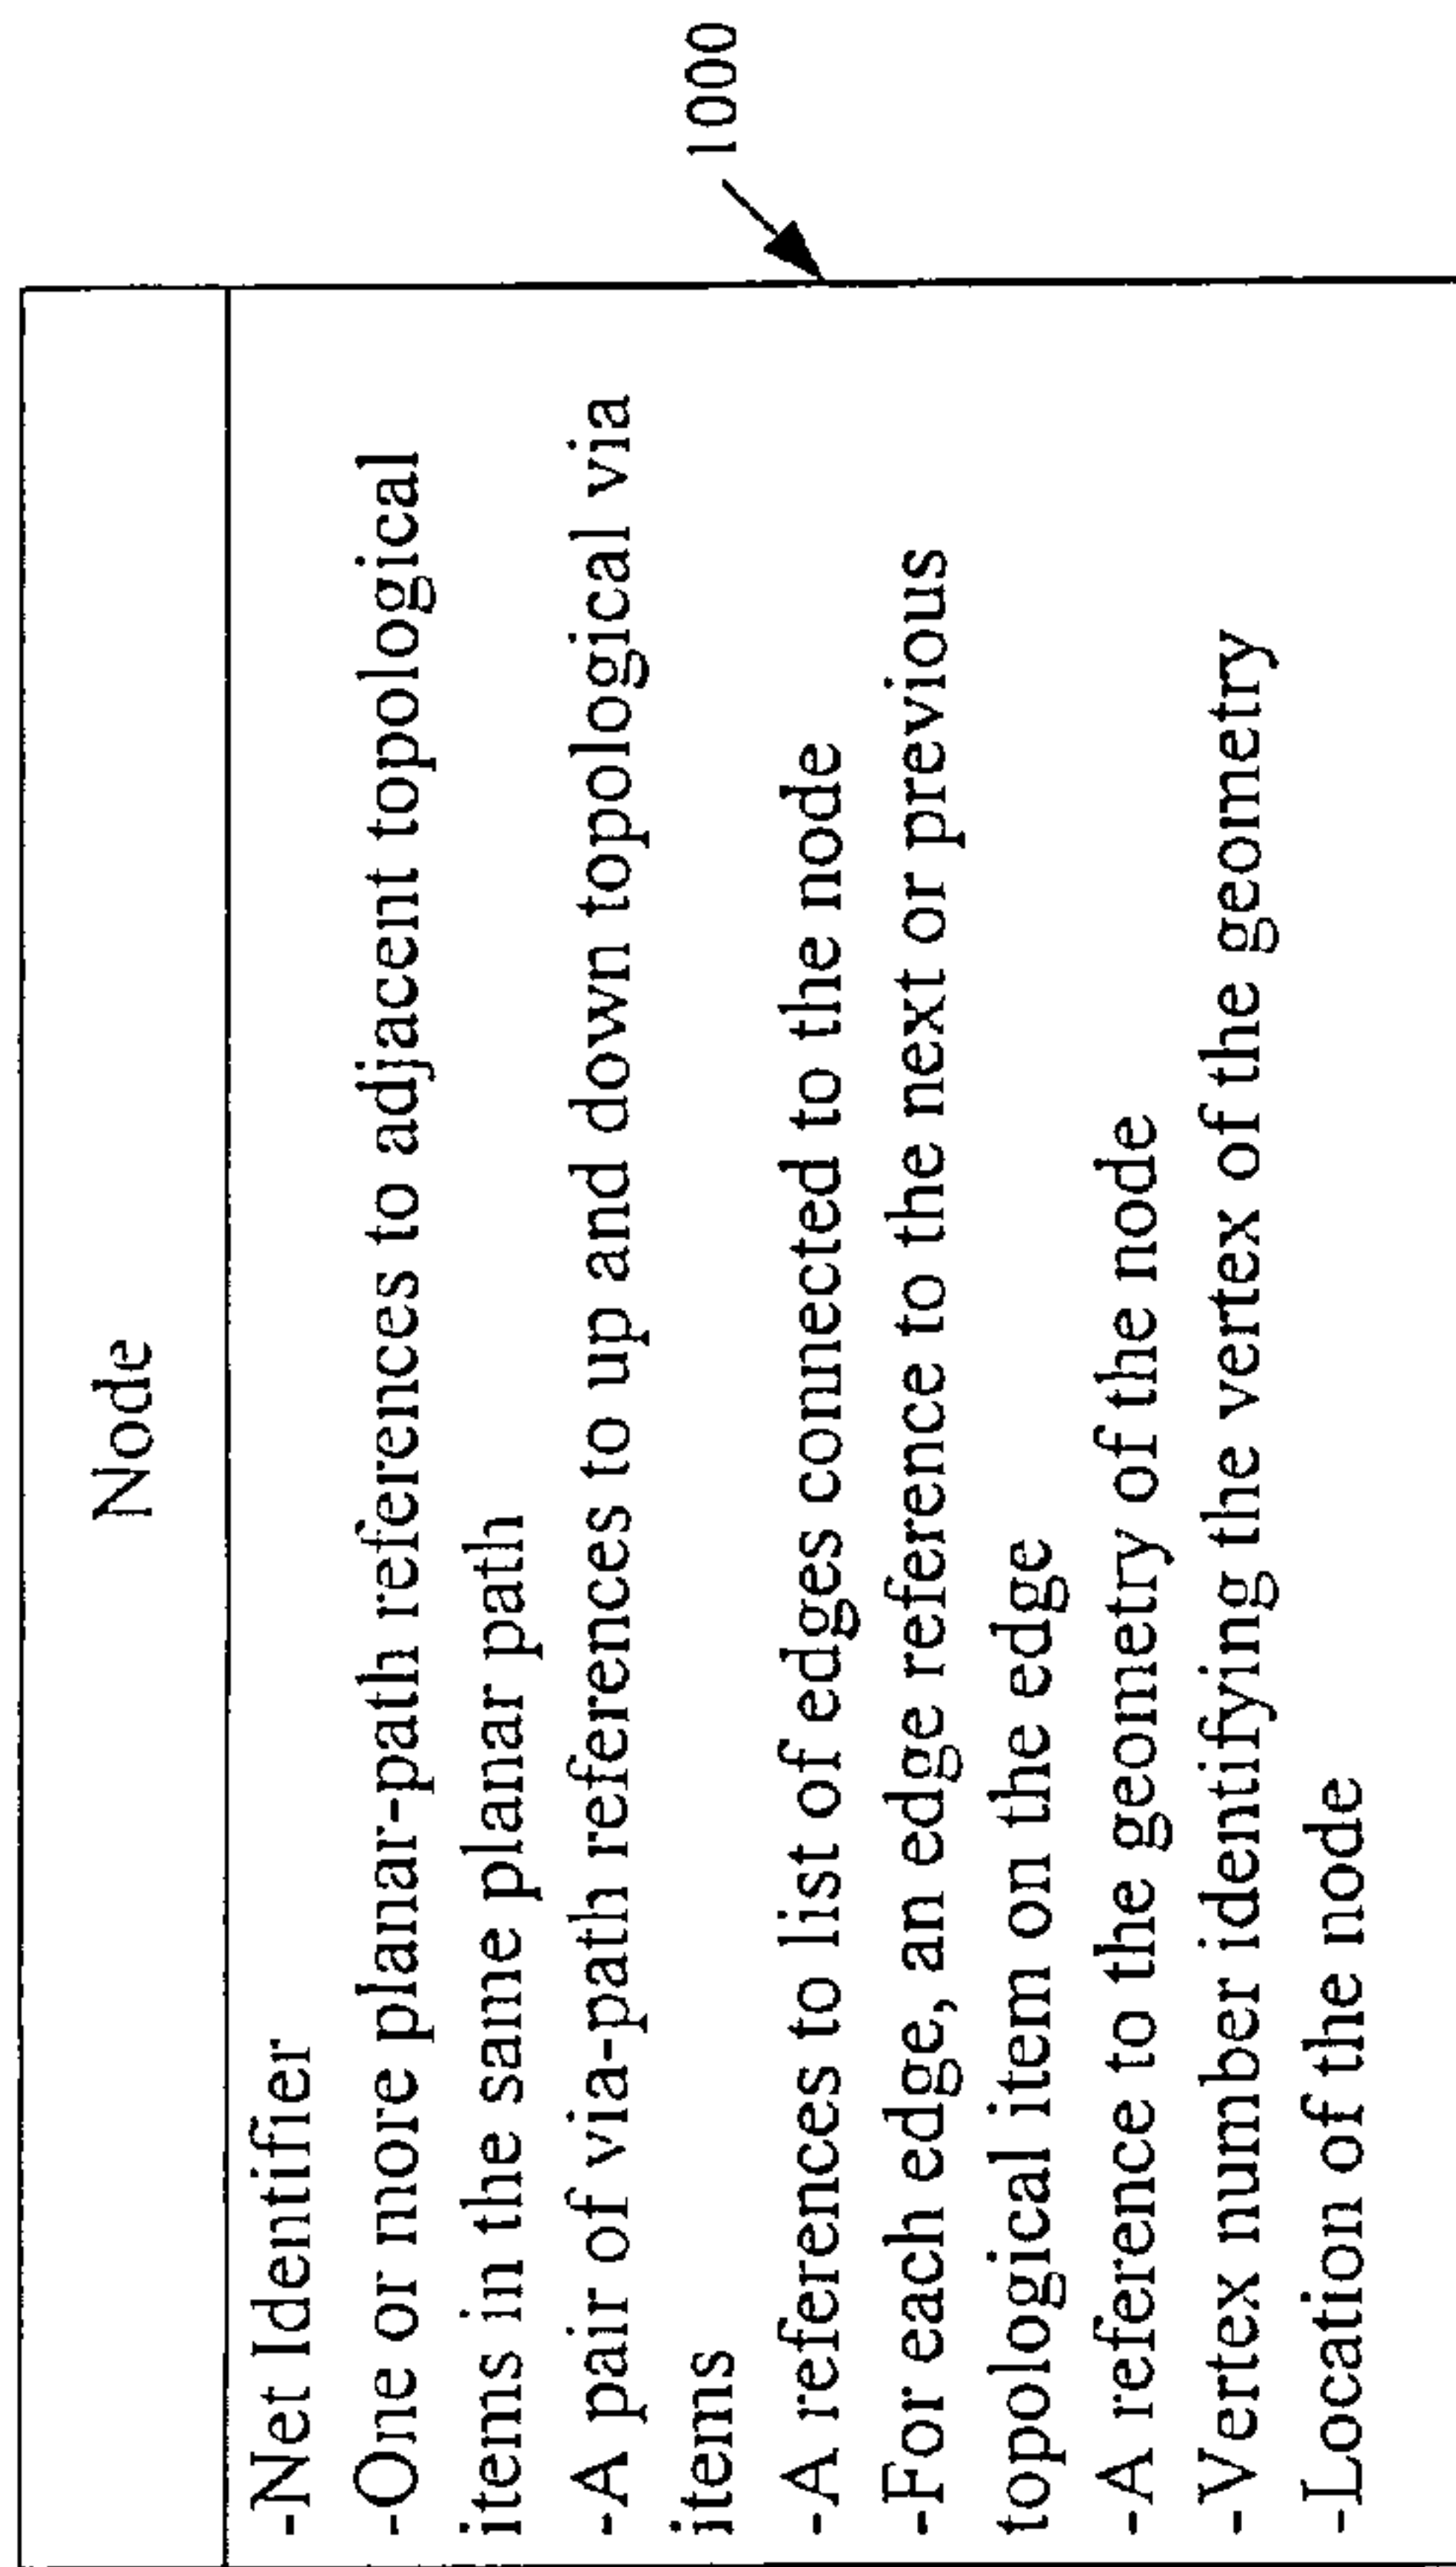 Node
-Net Identifier
-One or more planar-path references to adjacent topological
items in the same planar path
-A pair of via-path references to up and down topological via
items
-A references to list of edges connected to the node
-For each edge, an edge reference to the next or previous
topological item on the edge
-A reference to the geometry of the node
-Vertex number identifying the vertex of the geometry
-Location of the node
1000